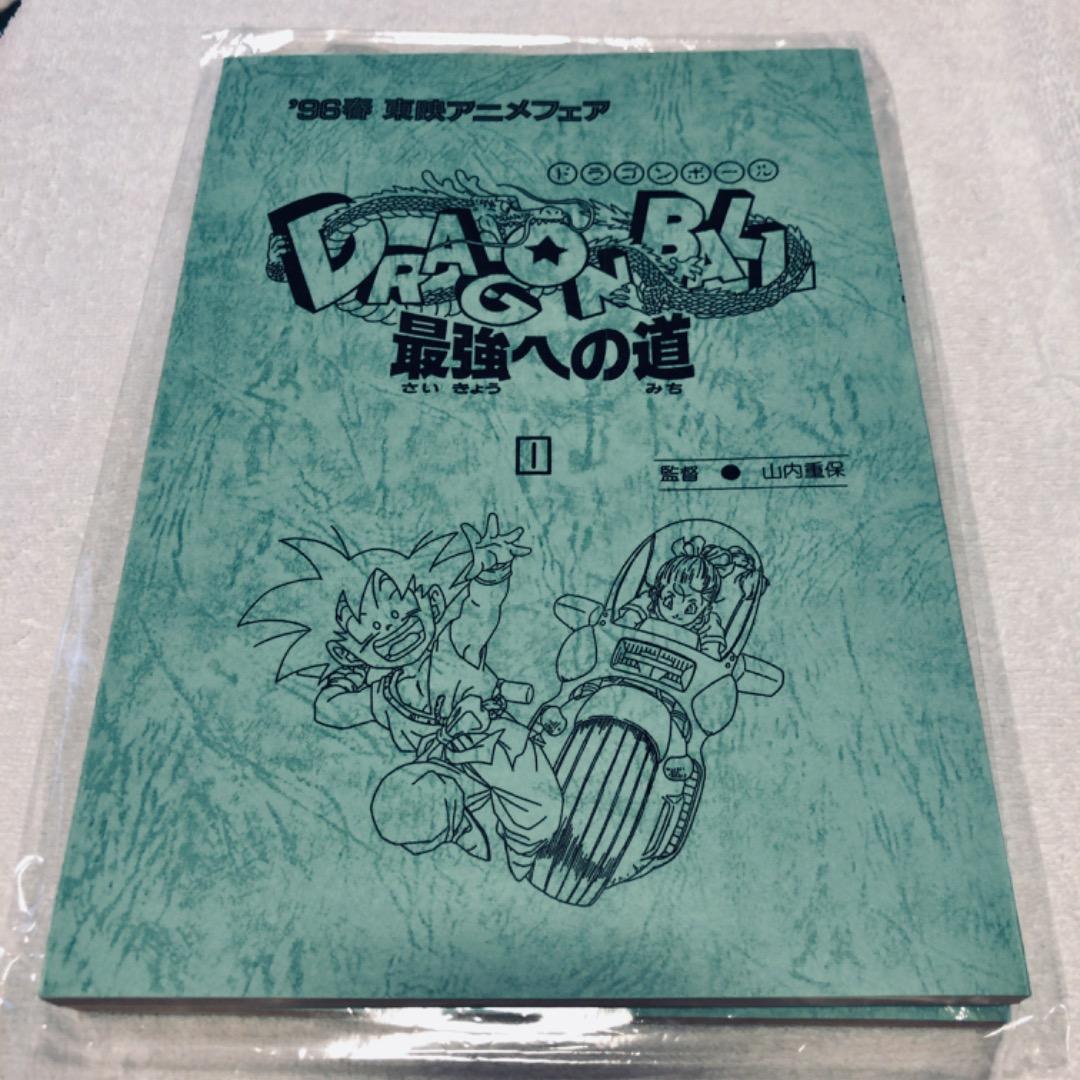 '96春 東映アニメフェア
ドラゴンボール
DRAGON BALL
最強への道
さいきょう みち
1
監督 ● 山内重保